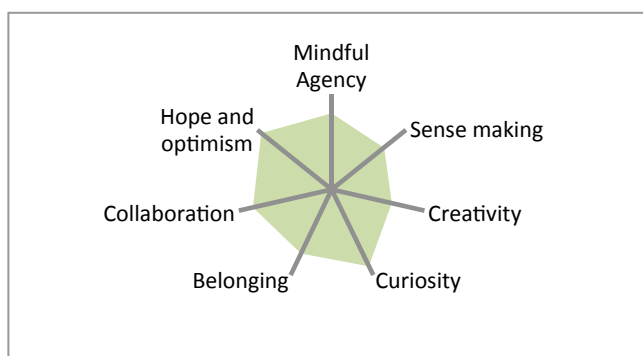 Mindful
Agency
Hope and
optimism
Sense making
Collaboration
Creativity
Belonging
Curiosity